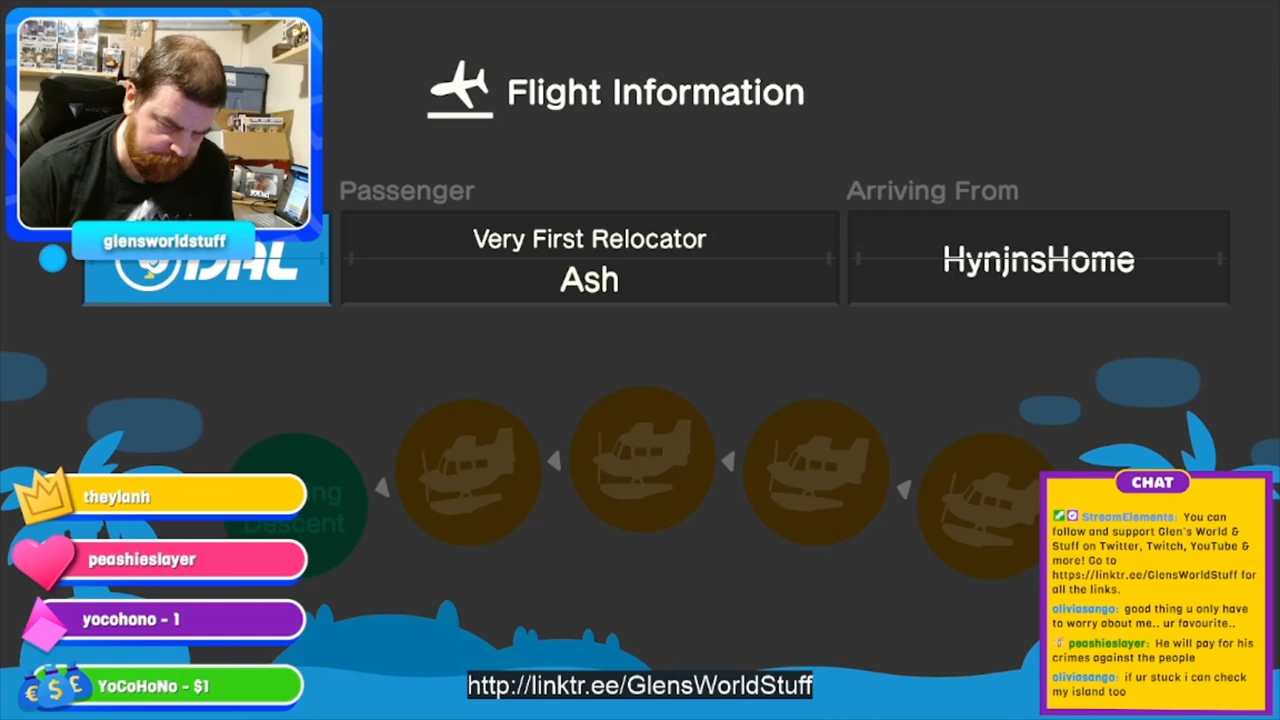 Flight Information
Passenger
Arriving From
Very First Relocator
Ash
HynjnsHome
glensworldstuff
DAL
Descent
theylanh
peashieslayer
yocohono - 1
YoCoHoNo - $1
http://linktr.ee/GlensWorldStuff
CHAT
StreamElements: You can
follow and support Glen's World &
Stuff on Twitter, Twitch, YouTube &
more! Go to
https://linktr.ee/GlensWorldStuff for
all the links.
oliviasango: good thing u only have
to worry about me.. ur favourite..
peashieslayer: He will pay for his
crimes against the people
oliviasango: if ur stuck i can check
my island too